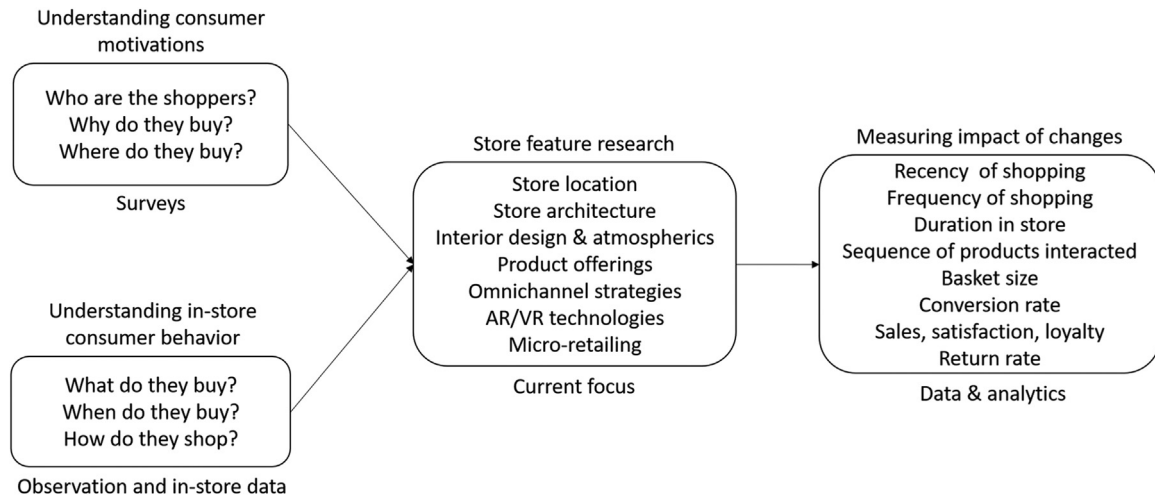 Understanding consumer
motivations
Who are the shoppers?
Why do they buy?
Where do they buy?
Surveys
Understanding in-store
consumer behavior
What do they buy?
When do they buy?
How do they shop?
Observation and in-store data
Store feature research
Store location
Store architecture
Interior design & atmospherics
Product offerings
Omnichannel strategies
AR/VR technologies
Micro-retailing
Current focus
Measuring impact of changes
Recency of shopping
Frequency of shopping
Duration in store
Sequence of products interacted
Basket size
Conversion rate
Sales, satisfaction, loyalty
Return rate
Data & analytics